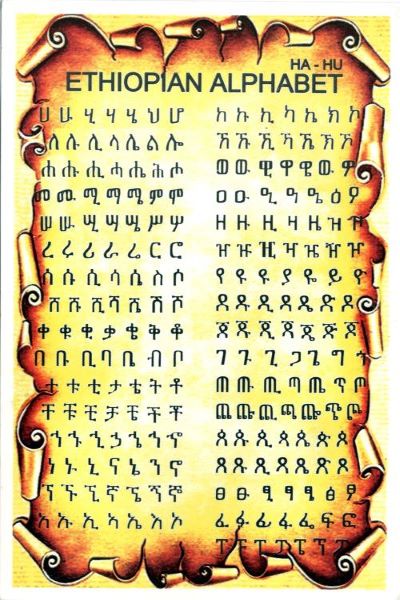 HA - HU
ETHIOPIAN ALPHABET
ሀ ሁ ሂ ሃ ሄ ህ ሆ
ለ ሉ ሊ ላ ሌ ል ሎ
ሐ ሑ ሒ ሓ ሔ ሕ ሖ
መ ሙ ሚ ማ ሜ ም ሞ
ሠ ሡ ሢ ሣ ሤ ሥ ሦ
ረ ሩ ሪ ራ ሬ ር ሮ
ሰ ሱ ሲ ሳ ሴ ስ ሶ
ሸ ሹ ሺ ሻ ሼ ሽ ሾ
ቀ ቁ ቂ ቃ ቄ ቅ ቆ
በ ቡ ቢ ባ ቤ ብ ቦ
ተ ቱ ቲ ታ ቴ ት ቶ
ቸ ቹ ቺ ቻ ቼ ች ቾ
ኀ ኁ ኂ ኃ ኄ ኅ ኆ
ነ ኑ ኒ ና ኔ ን ኖ
ኘ ኙ ኚ ኛ ኜ ኝ ኞ
አ ኡ ኢ ኣ ኤ እ ኦ
ከ ኩ ኪ ካ ኬ ክ ኮ
ኸ ኹ ኺ ኻ ኼ ኽ ኾ
ወ ዉ ዊ ዋ ዌ ው ዎ
ዐ ዑ ዒ ዓ ዔ ዕ ዖ
ዘ ዙ ዚ ዛ ዜ ዝ ዞ
ዠ ዡ ዢ ዣ ዤ ዥ ዦ
የ ዩ ዪ ያ ዬ ይ ዮ
ደ ዱ ዲ ዳ ዴ ድ ዶ
ጀ ጁ ጂ ጃ ጄ ጅ ጆ
ገ ጉ ጊ ጋ ጌ ግ ጎ
ጠ ጡ ጢ ጣ ጤ ጥ ጦ
ጨ ጩ ጪ ጫ ጬ ጭ ጮ
ጰ ጱ ጲ ጳ ጴ ጵ ጶ
ጸ ጹ ጺ ጻ ጼ ጽ ጾ
ፀ ፁ ፂ ፃ ፄ ፅ ፆ
ፈ ፉ ፊ ፋ ፌ ፍ ፎ
ፐ ፑ ፒ ፓ ፔ ፕ ፖ